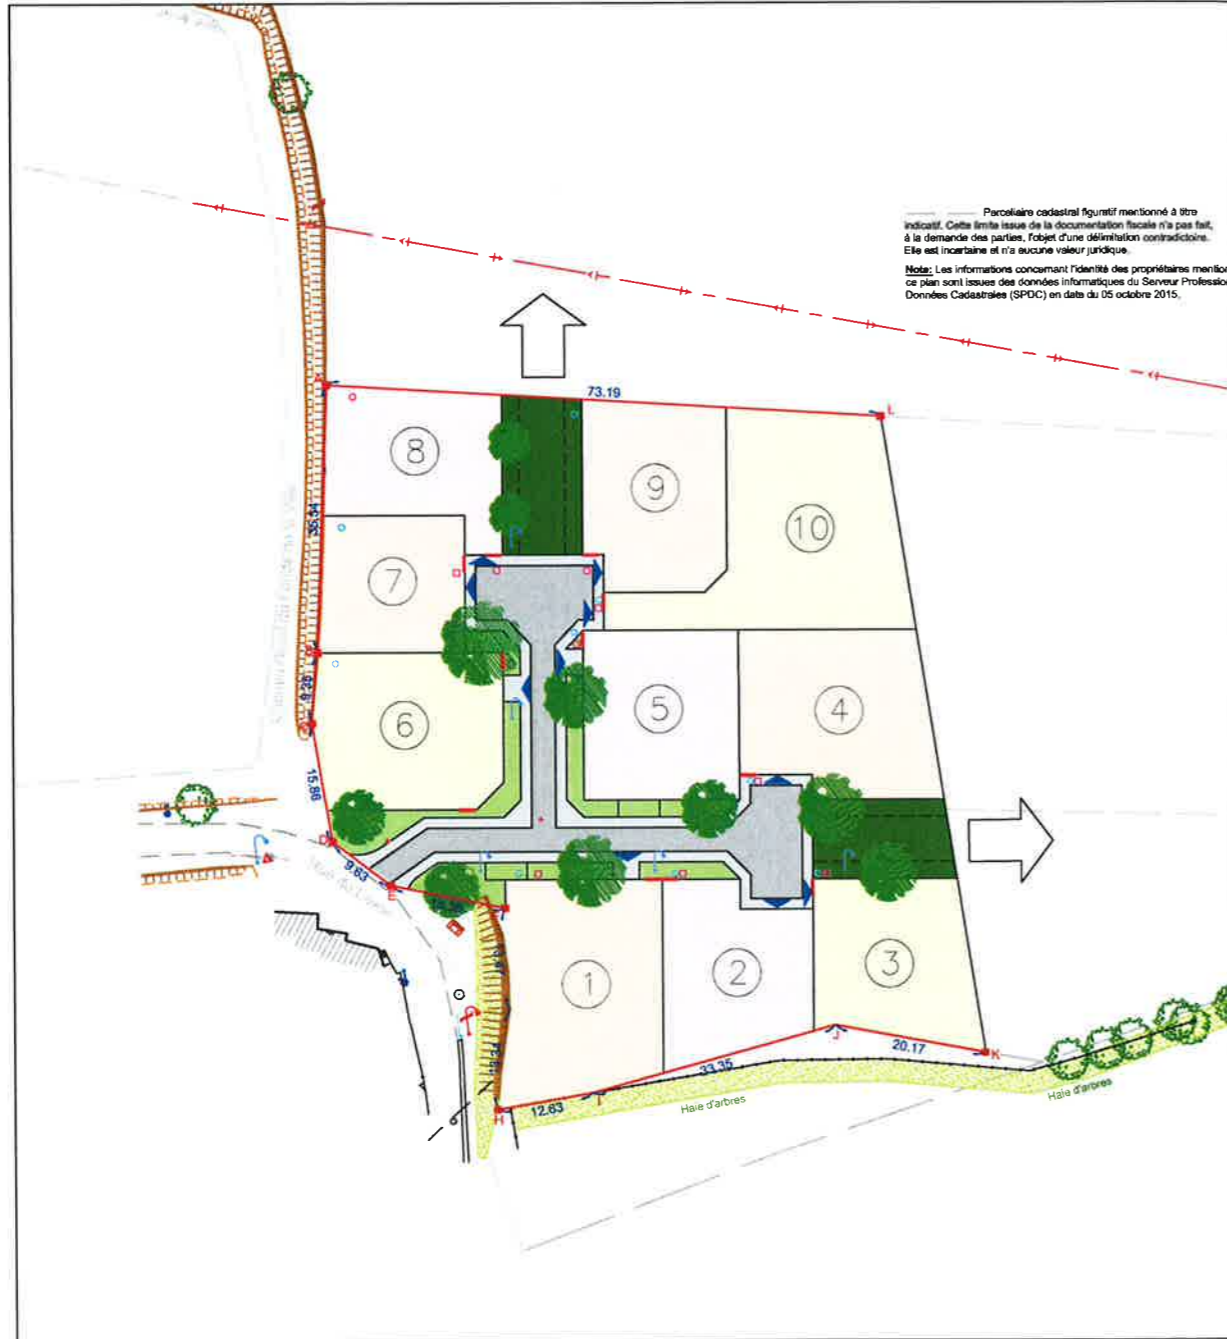 Parcellaire cadastral figuratif mentionné à titre
indicatif. Cette limite issue de la documentation fiscale n'a pas fait,
à la demande des parties, l'objet d'une délimitation contradictoire.
Elle est incertaine et n'a aucune valeur juridique.
Note: Les informations concernant l'identité des propriétaires mentio
ce plan sont issues des données informatiques du Serveur Professio
Données Cadastrales (SPDC) en date du 05 octobre 2015.
73.19
L
8
9
10
35.34
7
9.28
6
5
4
15.86
D
9.63
E
1
2
3
J
20.17
K
33.35
I
12.63
H
Haie d'arbres
Haie d'arbres